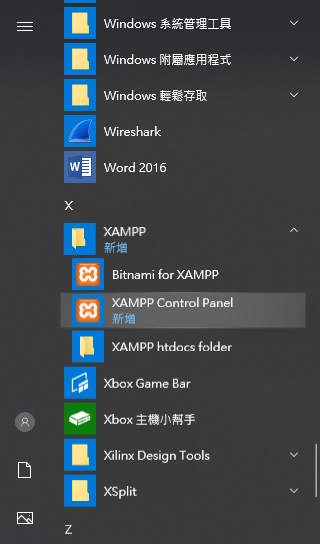 Windows 系統管理工具
Windows 附屬應用程式
Windows 輕鬆存取
Wireshark
Word 2016
X
XAMPP
新增
Bitnami for XAMPP
XAMPP Control Panel
新增
XAMPP htdocs folder
Xbox Game Bar
Xbox 主機小幫手
Xilinx Design Tools
XSplit
Z